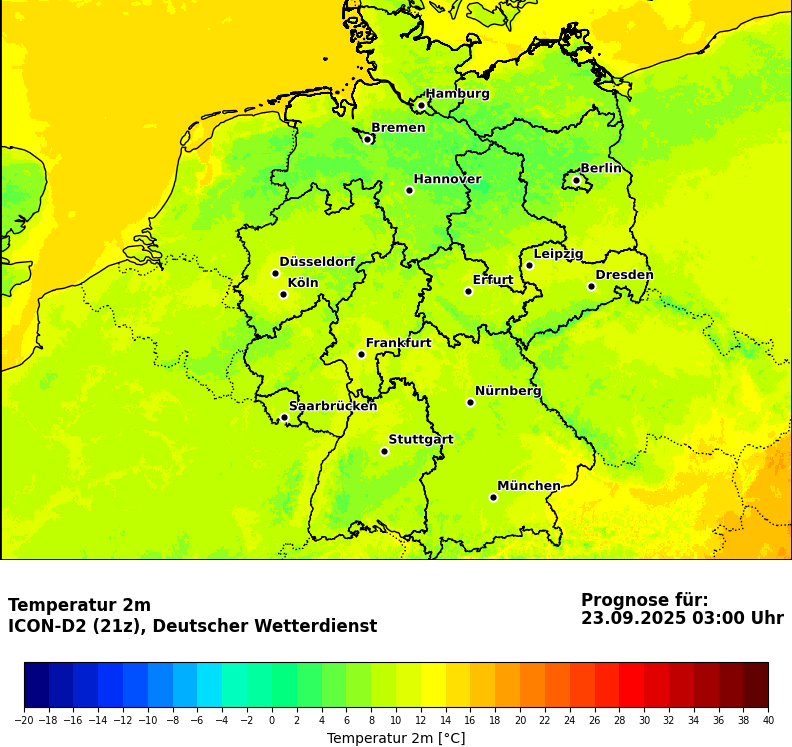 Hamburg
Bremen
Berlin
Hannover
Leipzig
Düsseldorf
Dresden
Erfurt
Köln
Frankfurt
Nürnberg
Saarbrücken
Stuttgart
München
Temperatur 2m
ICON-D2 (21z), Deutscher Wetterdienst
Prognose für:
23.09.2025 03:00 Uhr
−20 −18 −16 −14 −12 −10 −8 −6 −4 −2 0 2 4 6 8 10 12 14 16 18 20 22 24 26 28 30 32 34 36 38 40
Temperatur 2m [°C]